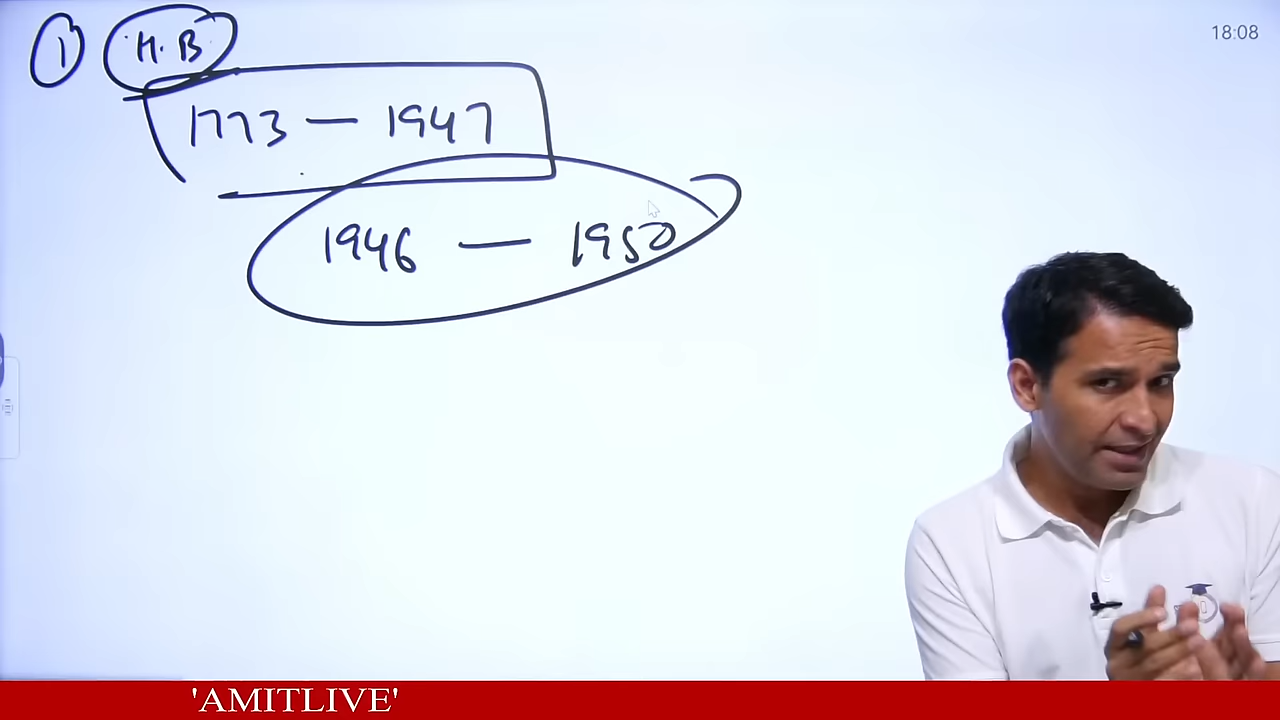 18:08
① H.B
1773 — 1947
1946 — 1950
'AMITLIVE'